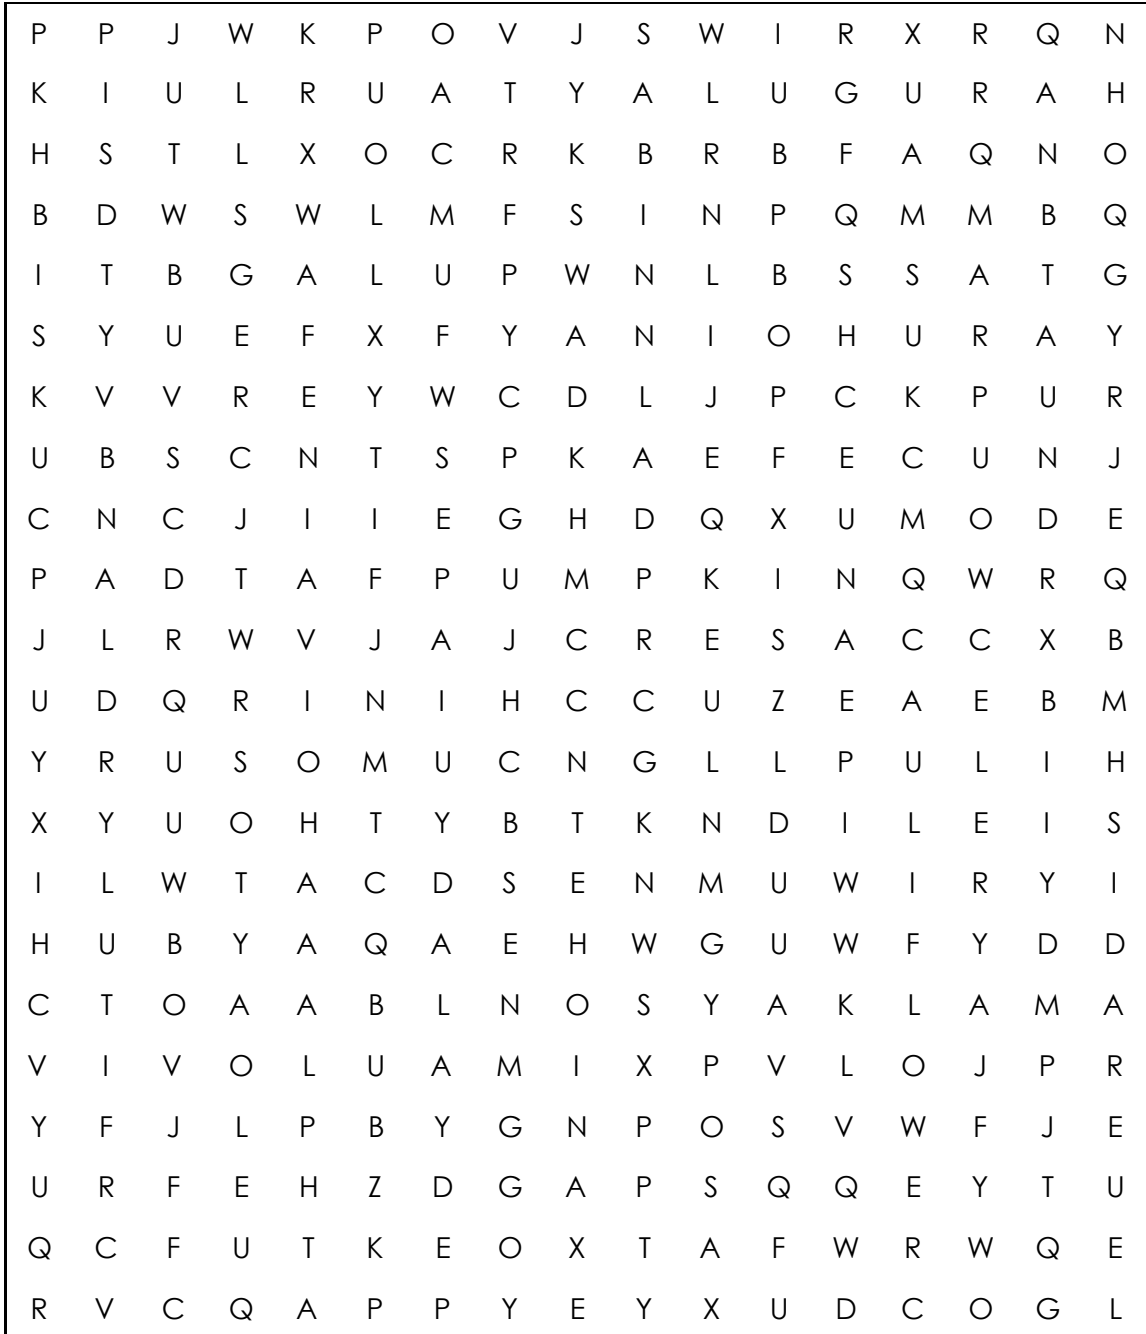 P P J W K P O V J S W I R X R Q N
K I U L R U A T Y A L U G U R A H
H S T L X O C R K B R B F A Q N O
B D W S W L M F S I N P Q M M B Q
I T B G A L U P W N L B S S A T G
S Y U E F X F Y A N I O H U R A Y
K V V R E Y W C D L J P C K P U R
U B S C N T S P K A E F E C U N J
C N C J I I E G H D Q X U M O D E
P A D T A F P U M P K I N Q W R Q
J L R W V J A J C R E S A C C X B
U D Q R I N I H C C U Z E A E B M
Y R U S O M U C N G L L P U L I H
X Y U O H T Y B T K N D I L E I S
I L W T A C D S E N M U W I R Y I
H U B Y A Q A E H W G U W F Y D D
C T O A A B L N O S Y A K L A M A
V I V O L U A M I X P V L O J P R
Y F J L P B Y G N P O S V W F J E
U R F E H Z D G A P S Q Q E Y T U
Q C F U T K E O X T A F W R W Q E
R V C Q A P P Y E Y X U D C O G L